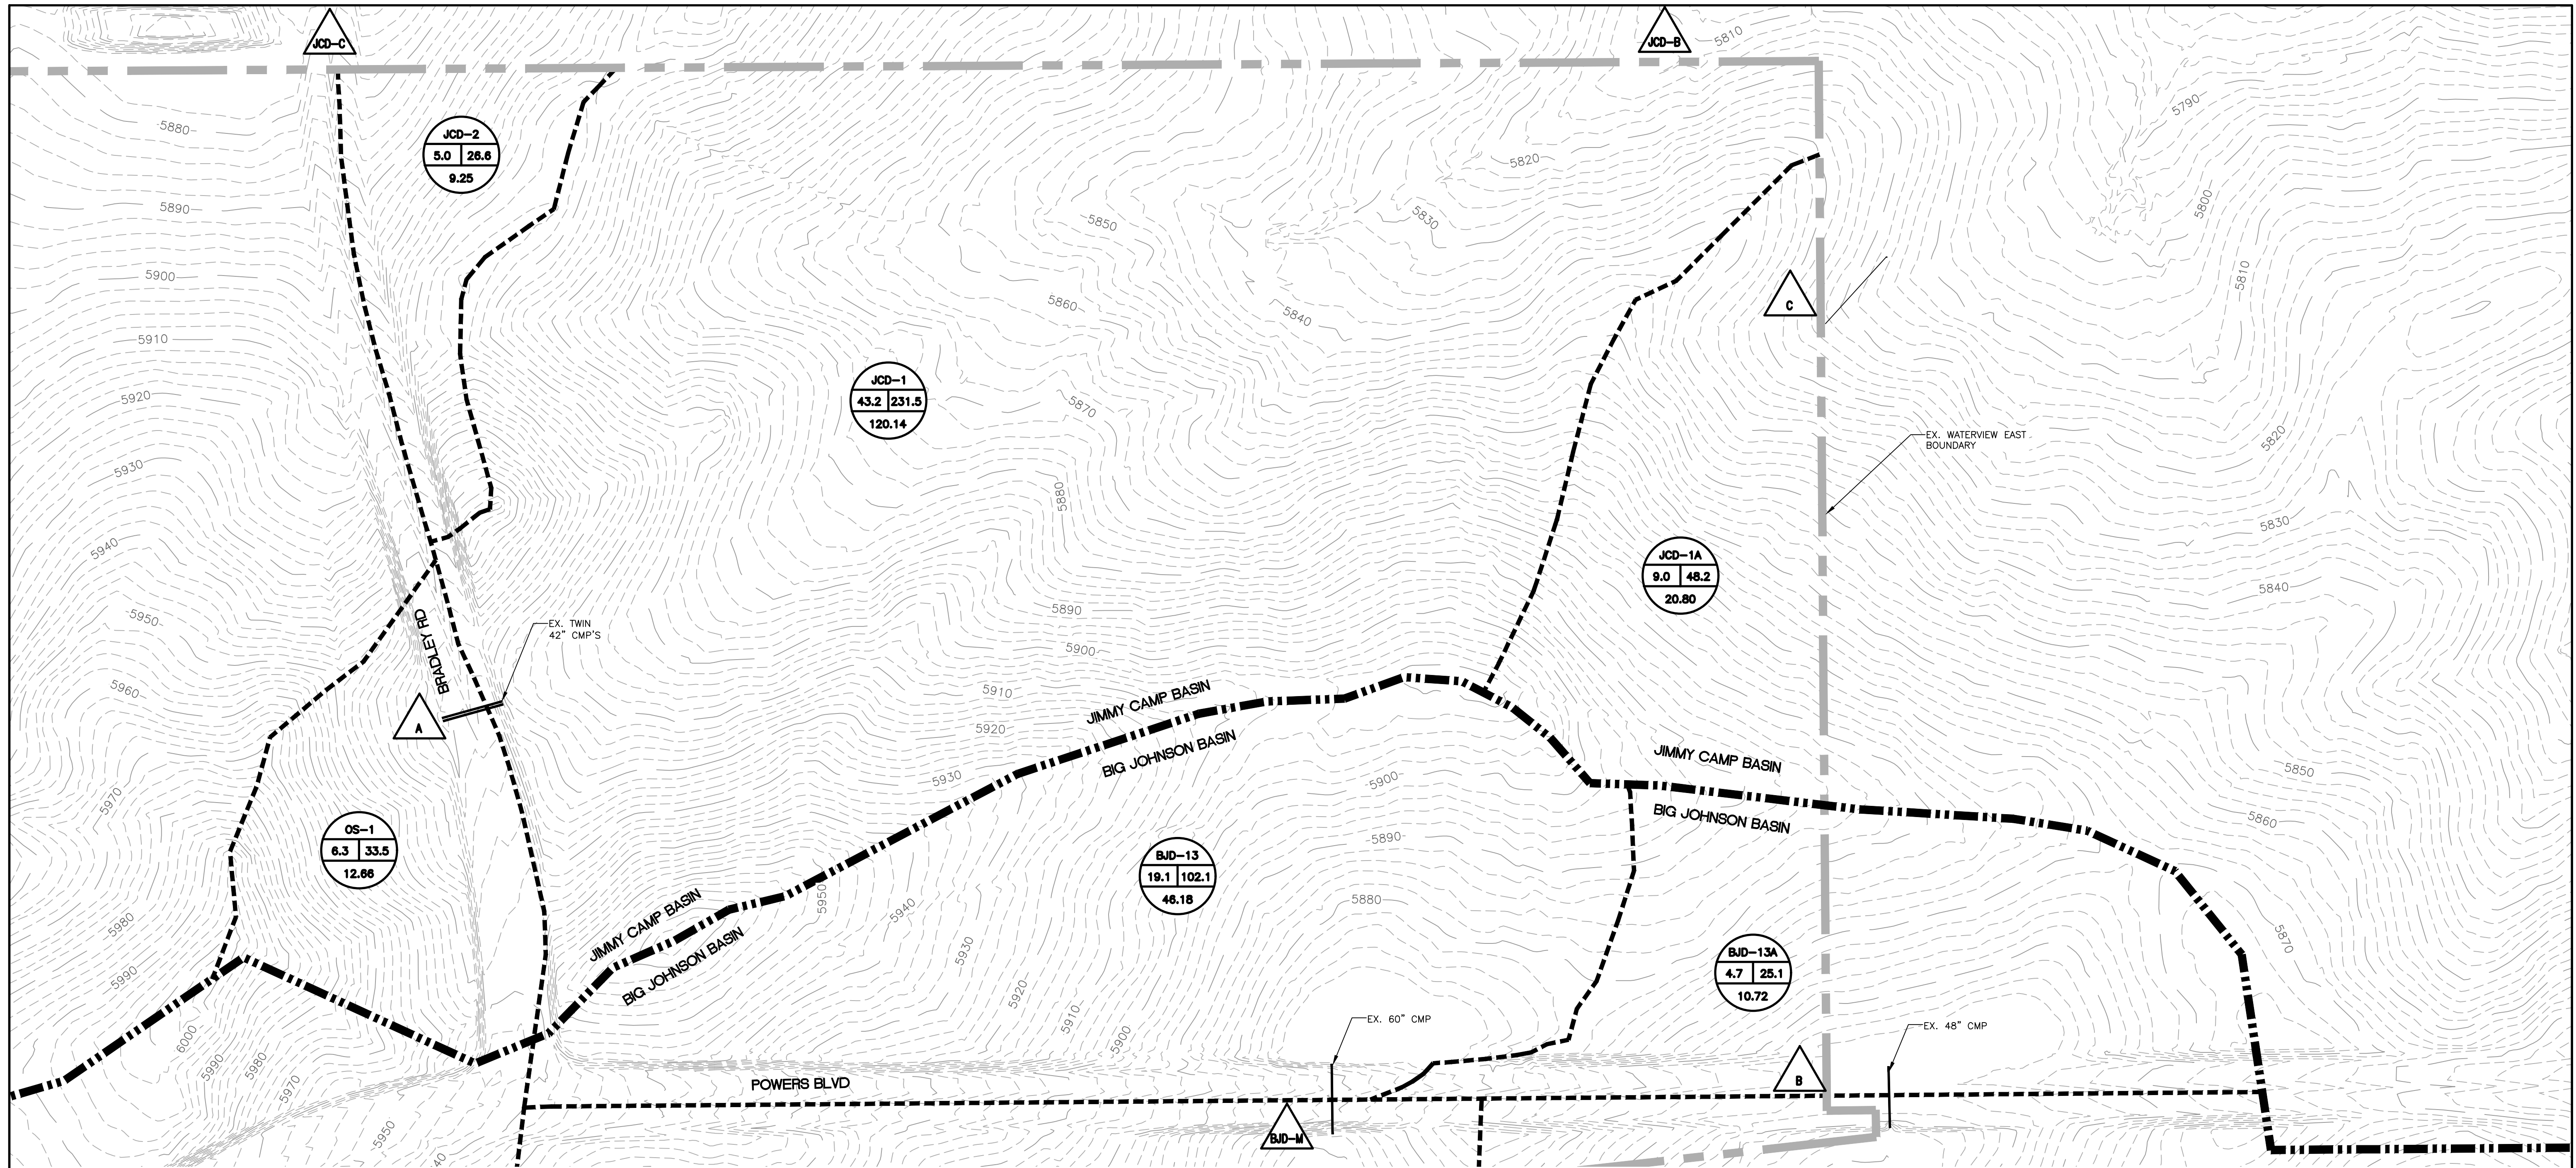 JCD-C
JCD-B
5810
5790
5880
JCD-2
5.0 26.6
9.25
5820
5890
5800
5830
5850
5900
5810
5860
5840
C
5910
JCD-1
43.2 231.5
120.14
5920
5870
EX. WATERVIEW EAST
BOUNDARY
5820
5930
5880
5830
5940
JCD-1A
9.0 48.2
20.80
5840
5950
BRADLEY RD
EX. TWIN
42" CMP'S
5890
5900
5960
5910
JIMMY CAMP BASIN
A
5920
BIG JOHNSON BASIN
JIMMY CAMP BASIN
5930
5900
5850
5970
BIG JOHNSON BASIN
5860
OS-1
6.3 33.5
12.66
5890
BJD-13
19.1 102.1
46.18
5950
5880
5940
5980
JIMMY CAMP BASIN
BIG JOHNSON BASIN
5930
5870
BJD-13A
4.7 25.1
10.72
5990
5920
5910
EX. 60" CMP
EX. 48" CMP
6000
5990
5980
5900
5970
POWERS BLVD
B
BJD-M
5950
40